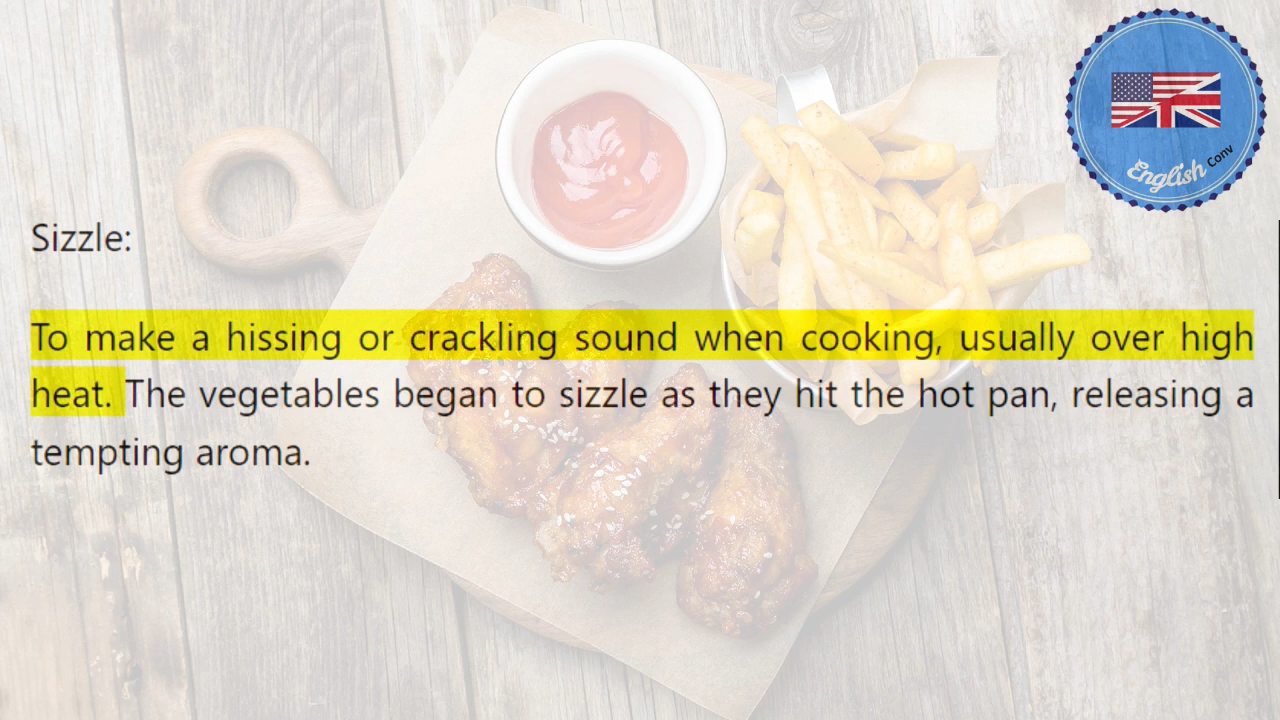 English Conv
Sizzle:
To make a hissing or crackling sound when cooking, usually over high
heat. The vegetables began to sizzle as they hit the hot pan, releasing a
tempting aroma.